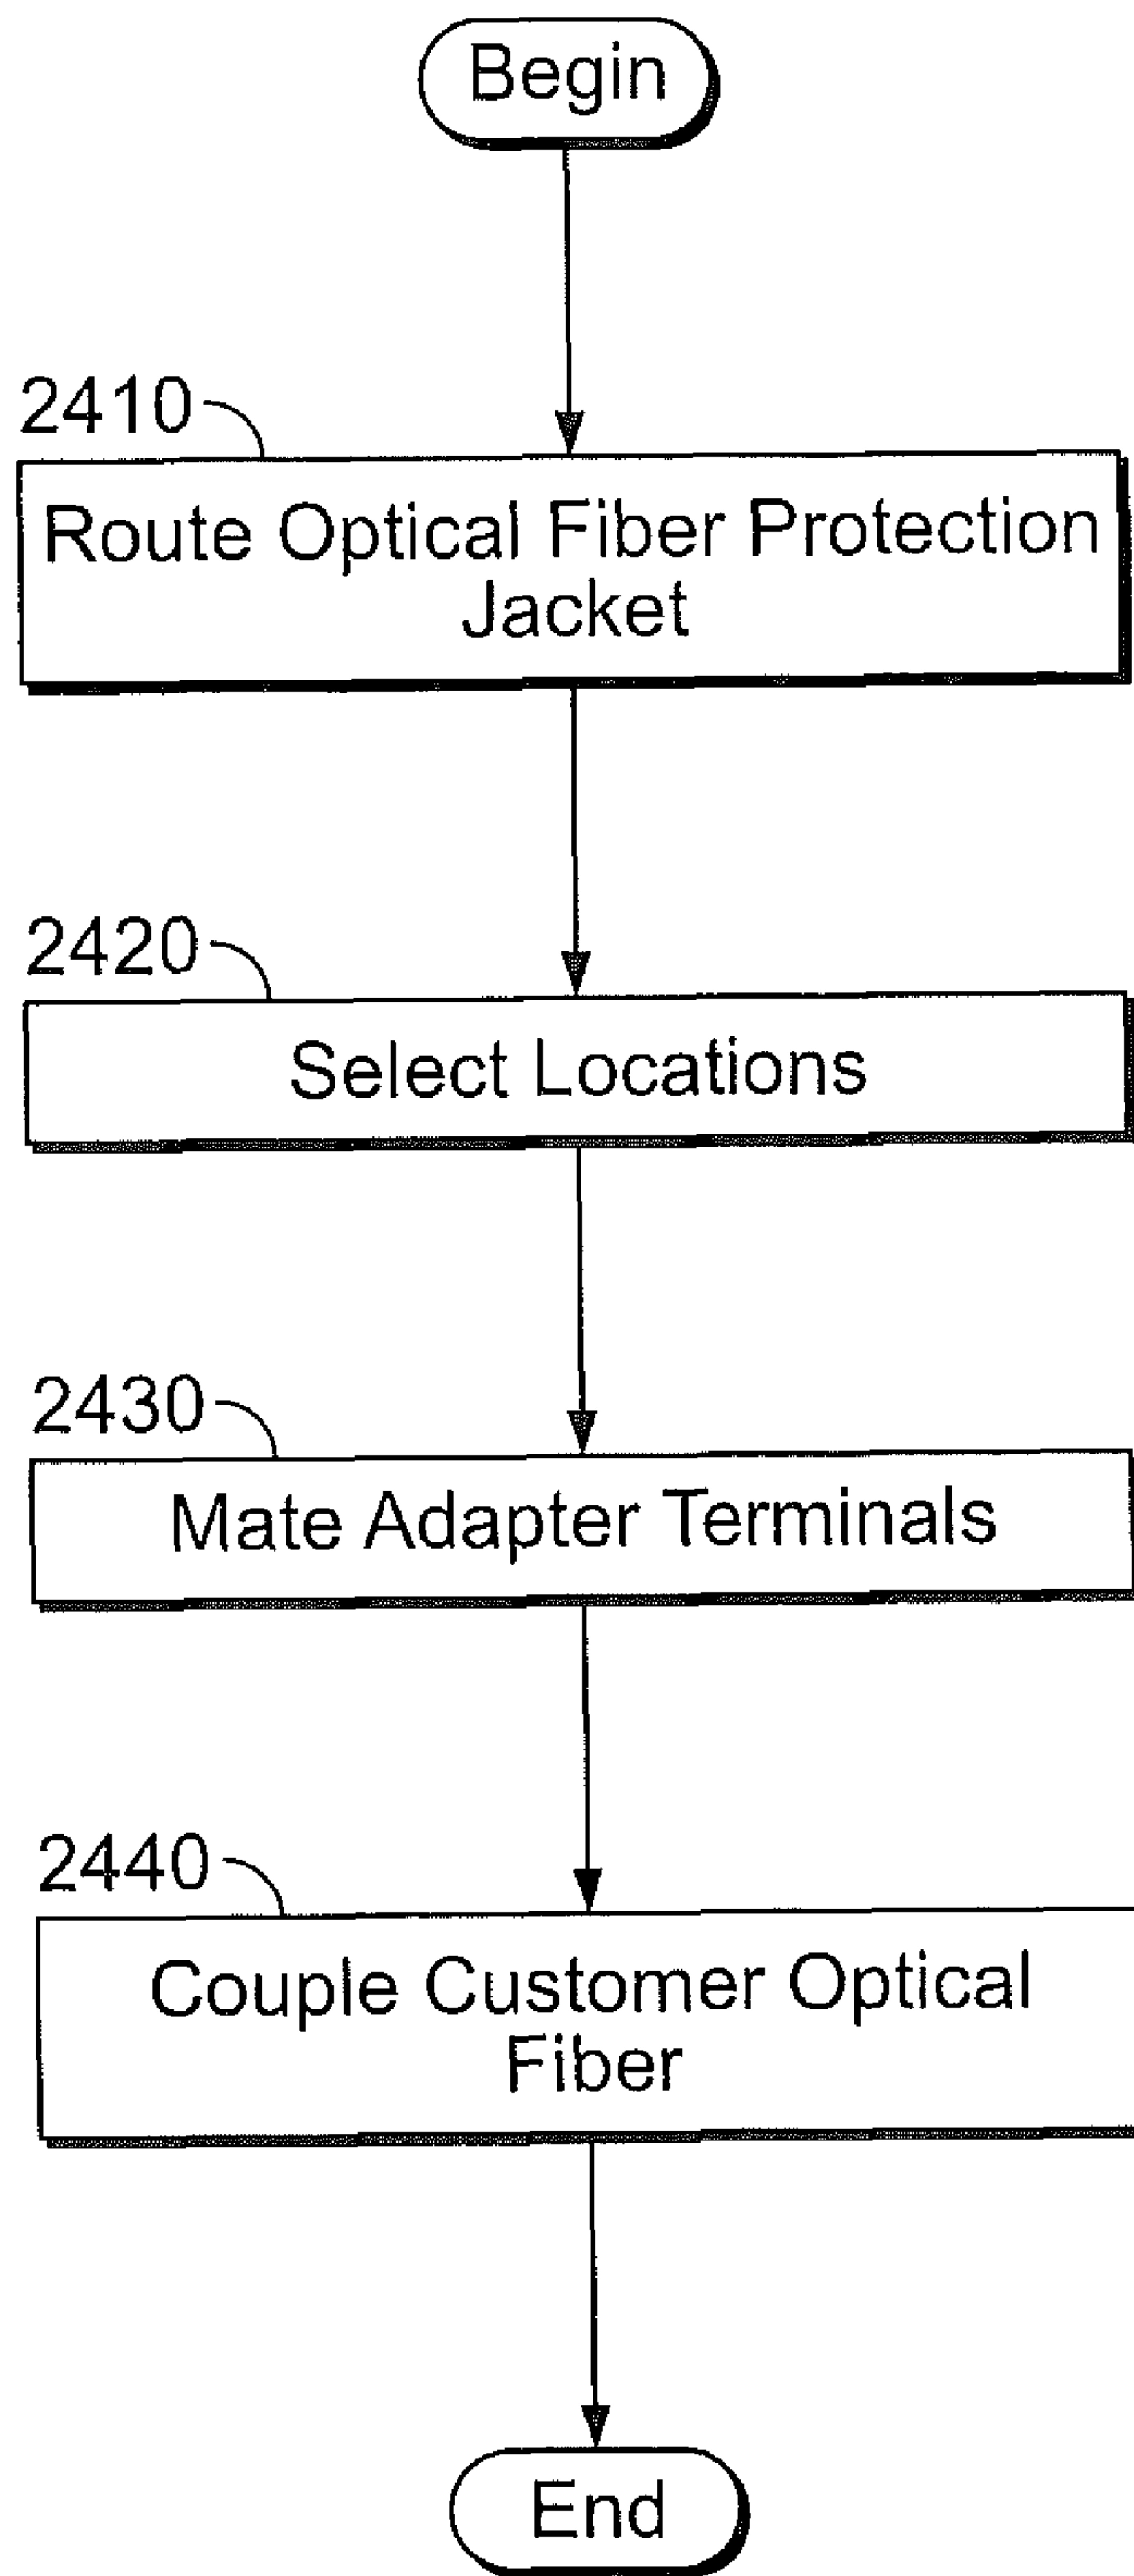 Begin
2410
Route Optical Fiber Protection
Jacket
2420
Select Locations
2430
Mate Adapter Terminals
2440
Couple Customer Optical
Fiber
End